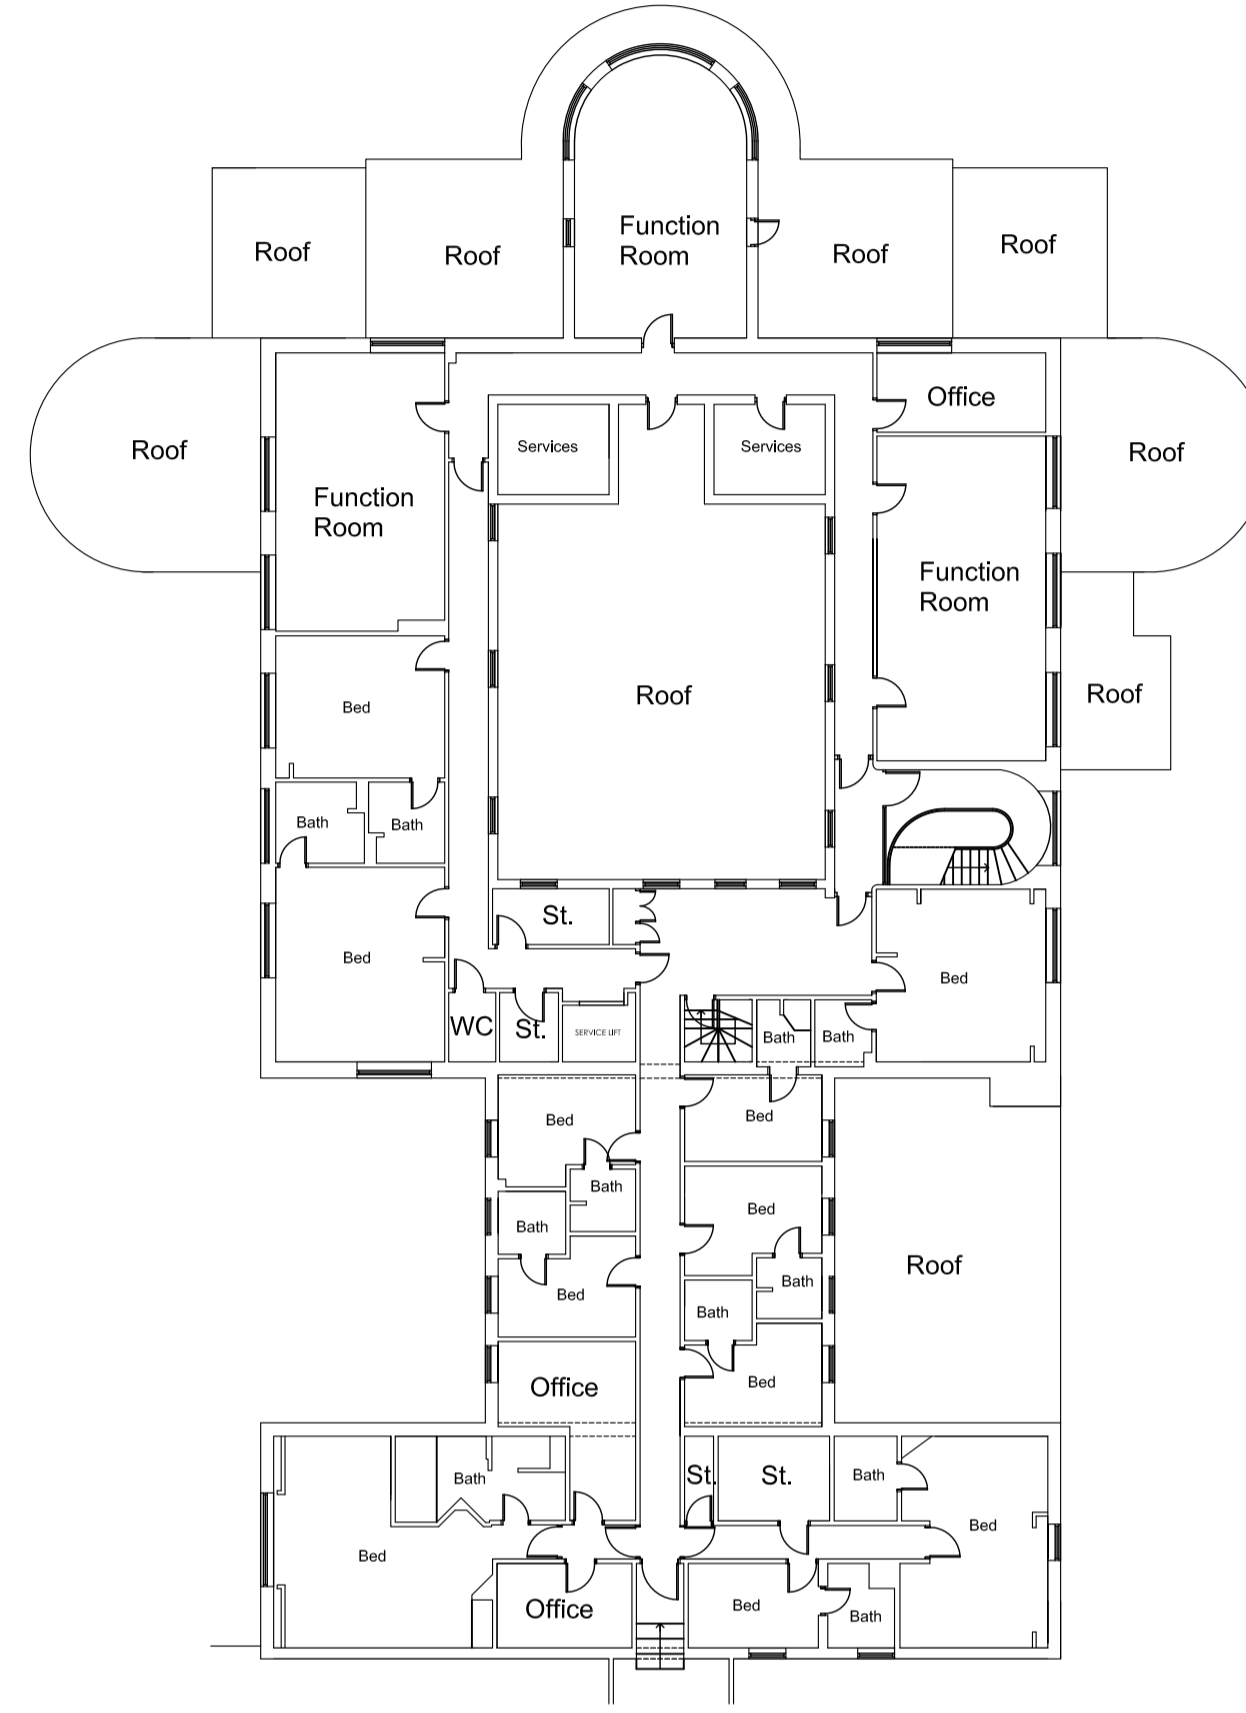 Function
Room
Roof
Roof
Roof
Roof
Office
Services
Services
Roof
Roof
Function
Room
Function
Room
Roof
Roof
Bed
Bath
Bath
St.
Bed
Bed
WC
St.
SERVICE LIFT
Bath
Bath
Bed
Bed
Bath
Bed
Bath
Roof
Bed
Bath
Bath
Office
Bed
Bath
St.
St.
Bath
Bed
Bed
Office
Bed
Bath